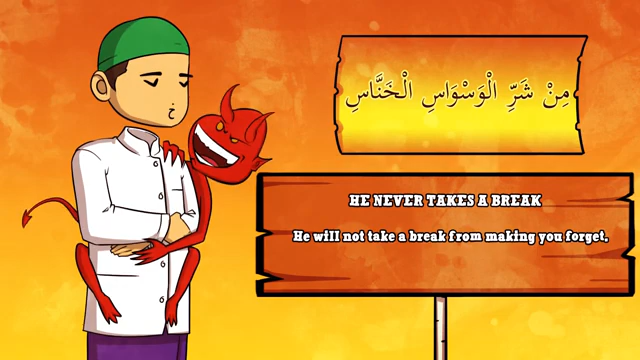 مِنْ شَرِّ الْوَسْوَاسِ الْخَنَّاسِ
HE NEVER TAKES A BREAK
He will not take a break from making you forget.